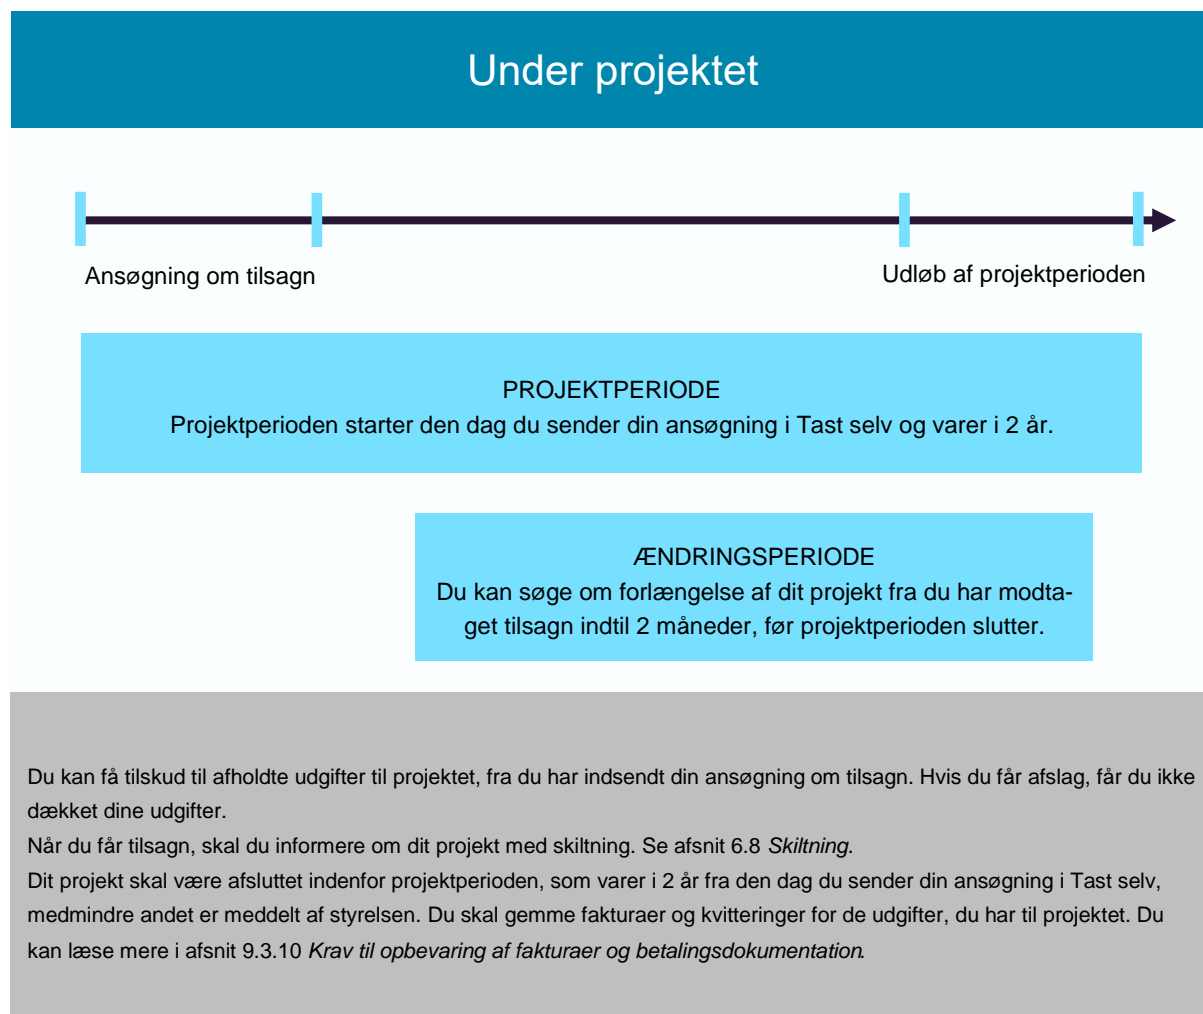 Under projektet
Ansøgning om tilsagn
Udløb af projektperioden
PROJEKTPERIODE
Projektperioden starter den dag du sender din ansøgning i Tast selv og varer i 2 år.
ÆNDRINGSPERIODE
Du kan søge om forlængelse af dit projekt fra du har modta-
get tilsagn indtil 2 måneder, før projektperioden slutter.
Du kan få tilskud til afholdte udgifter til projektet, fra du har indsendt din ansøgning om tilsagn. Hvis du får afslag, får du ikke
dækket dine udgifter.
Når du får tilsagn, skal du informere om dit projekt med skiltning. Se afsnit 6.8 Skiltning.
Dit projekt skal være afsluttet indenfor projektperioden, som varer i 2 år fra den dag du sender din ansøgning i Tast selv,
medmindre andet er meddelt af styrelsen. Du skal gemme fakturaer og kvitteringer for de udgifter, du har til projektet. Du
kan læse mere i afsnit 9.3.10 Krav til opbevaring af fakturaer og betalingsdokumentation.